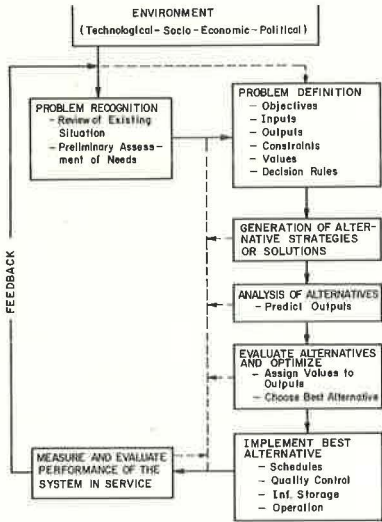 ENVIRONMENT
(Technological-Socio-Economic-Political)
PROBLEM RECOGNITION
- Review of Existing
Situation
- Preliminary Assess-
ment of Needs
PROBLEM DEFINITION
- Objectives
- Inputs
- Outputs
- Constraints
- Values
- Decision Rules
GENERATION OF ALTER-
NATIVE STRATEGIES
OR SOLUTIONS
ANALYSIS OF ALTERNATIVES
- Predict Outputs
EVALUATE ALTERNATIVES
AND OPTIMIZE
- Assign Values to
Outputs
- Choose Best Alternative
IMPLEMENT BEST
ALTERNATIVE
- Schedules
- Quality Control
- Inf. Storage
- Operation
MEASURE AND EVALUATE
PERFORMANCE OF THE
SYSTEM IN SERVICE
FEEDBACK